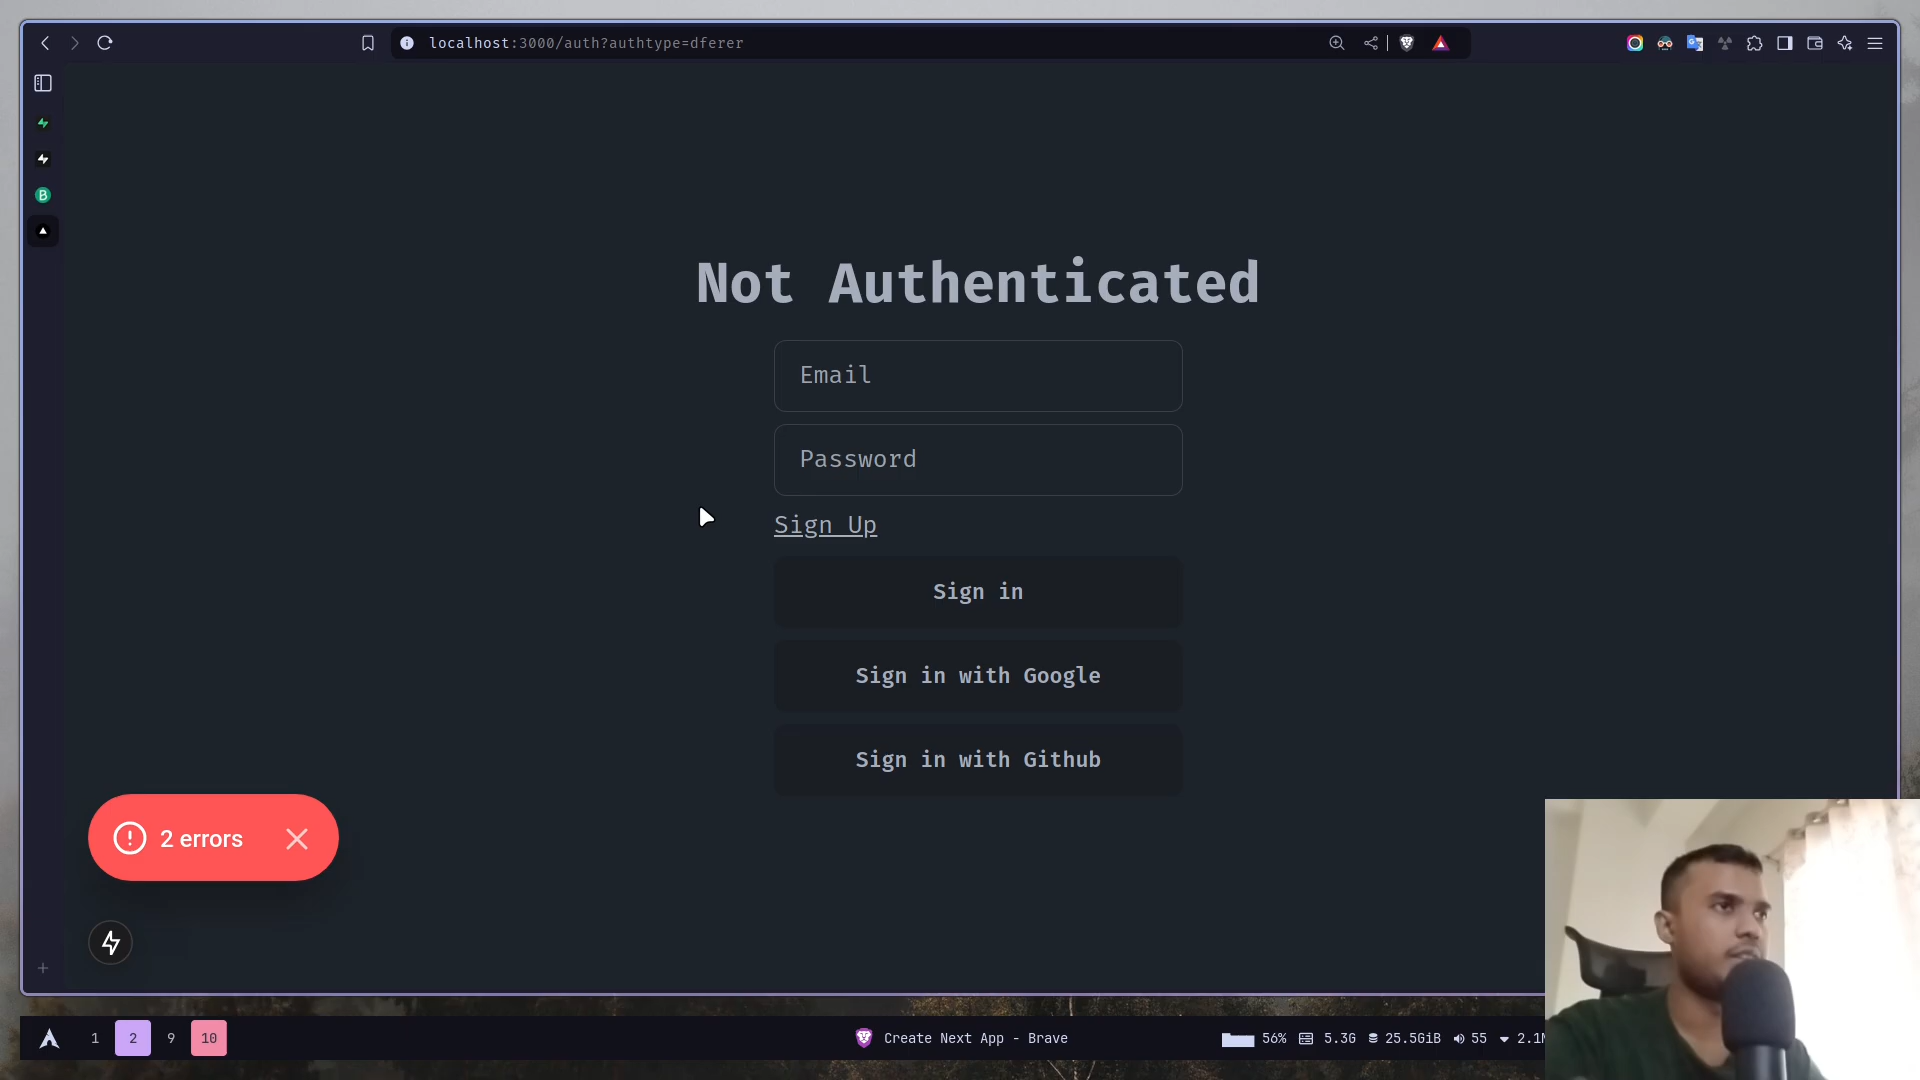 localhost:3000/auth?authtype=dferer
B
Not Authenticated
Email
Password
Sign Up
Sign in
Sign in with Google
Sign in with Github
2 errors
1 2 9 10
Create Next App - Brave
56% 5.3G 25.5GiB 55